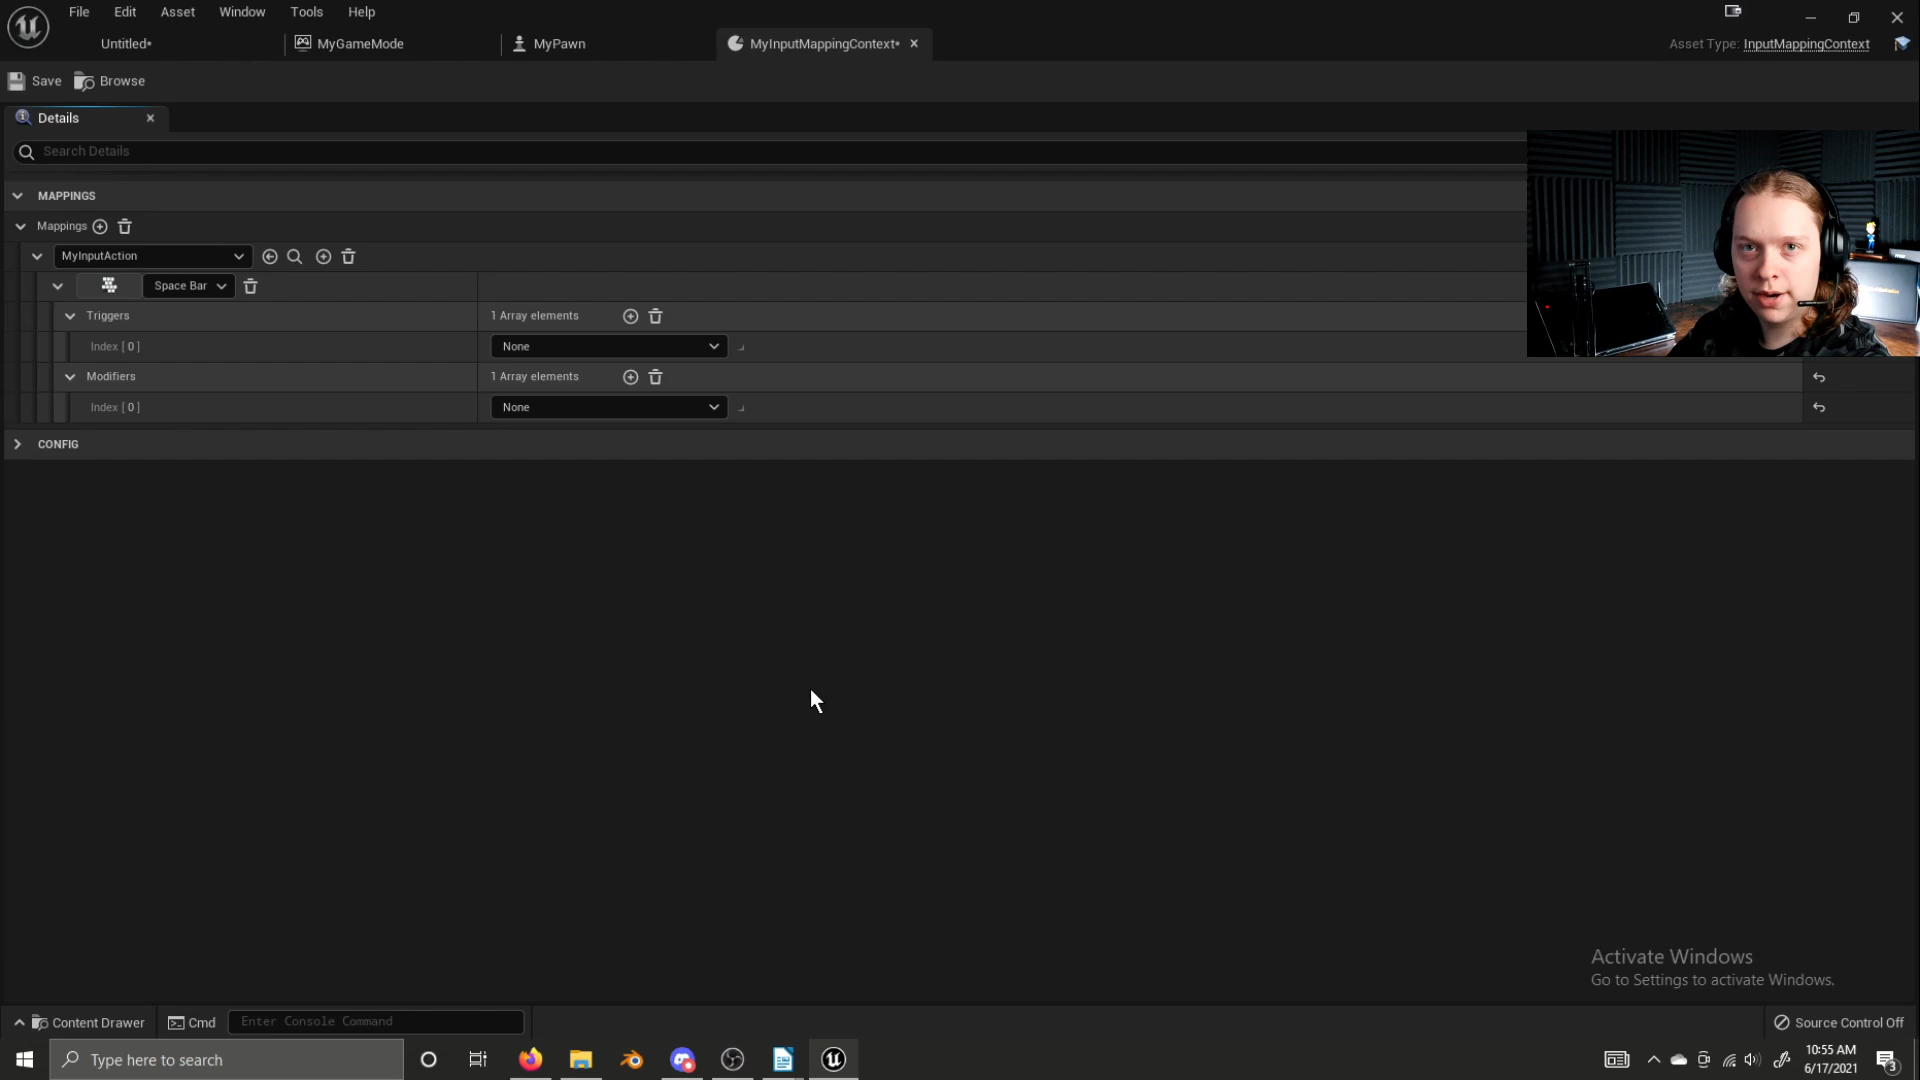 File Edit Asset Window Tools Help
Untitled* MyGameMode MyPawn MyInputMappingContext* Asset Type: InputMappingContext
Save Browse
Details
Search Details
MAPPINGS
Mappings
MyInputAction
Space Bar
Triggers 1 Array elements
Index [ 0 ] None
Modifiers 1 Array elements
Index [ 0 ] None
CONFIG
Activate Windows
Go to Settings to activate Windows.
Content Drawer Cmd Enter Console Command Source Control Off
Type here to search
10:55 AM
6/17/2021
3